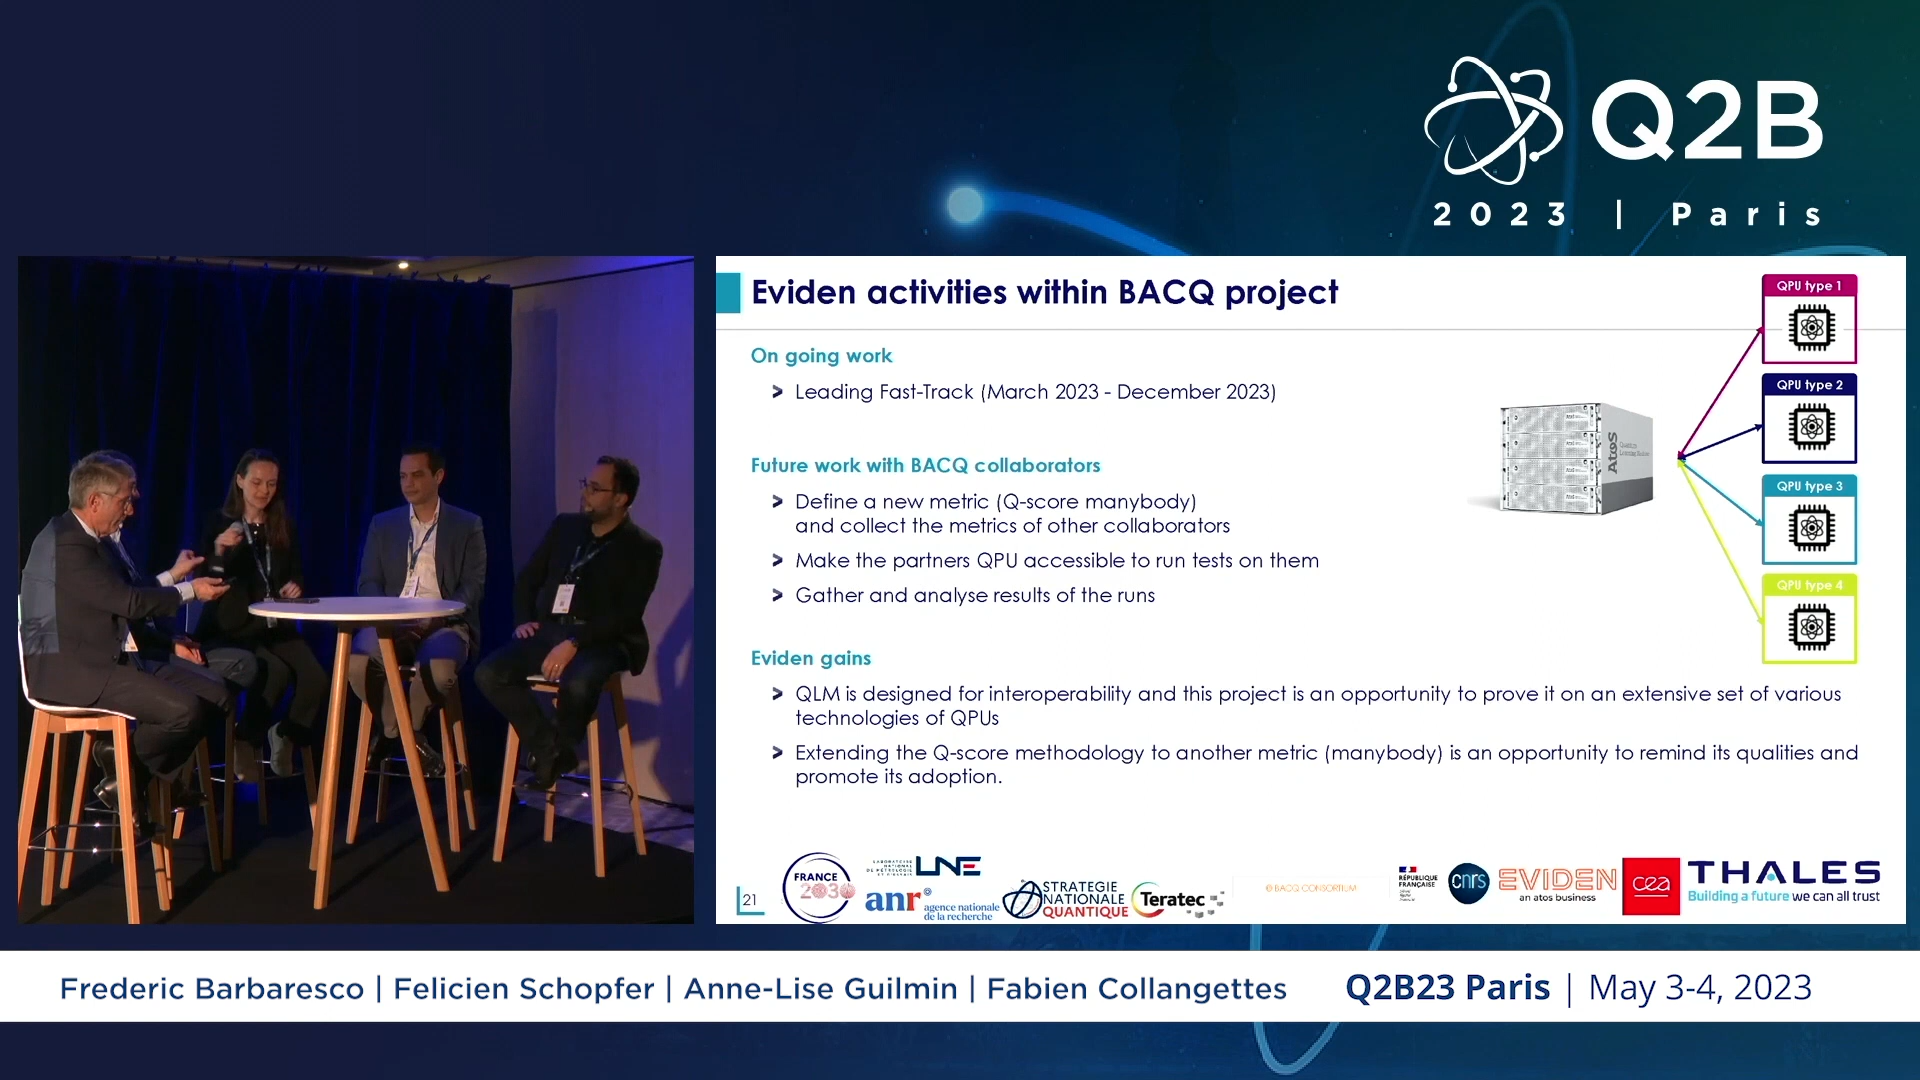 Q2B
2023 | Paris
Eviden activities within BACQ project
On going work
Leading Fast-Track (March 2023 - December 2023)
Future work with BACQ collaborators
Define a new metric (Q-score manybody)
and collect the metrics of other collaborators
Make the partners QPU accessible to run tests on them
Gather and analyse results of the runs
Eviden gains
QLM is designed for interoperability and this project is an opportunity to prove it on an extensive set of various
technologies of QPUs
Extending the Q-score methodology to another metric (manybody) is an opportunity to remind its qualities and
promote its adoption.
Atos
QPU type 1
QPU type 2
QPU type 3
QPU type 4
21
FRANCE
2030
LNE
anr
agence nationale
de la recherche
STRATEGIE
NATIONALE
QUANTIQUE
Teratec
© BACQ CONSORTIUM
RÉPUBLIQUE
FRANÇAISE
cnrs
EVIDEN
an atos business
cea
THALES
Building a future we can all trust
Frederic Barbaresco | Felicien Schopfer | Anne-Lise Guilmin | Fabien Collangettes
Q2B23 Paris | May 3-4, 2023